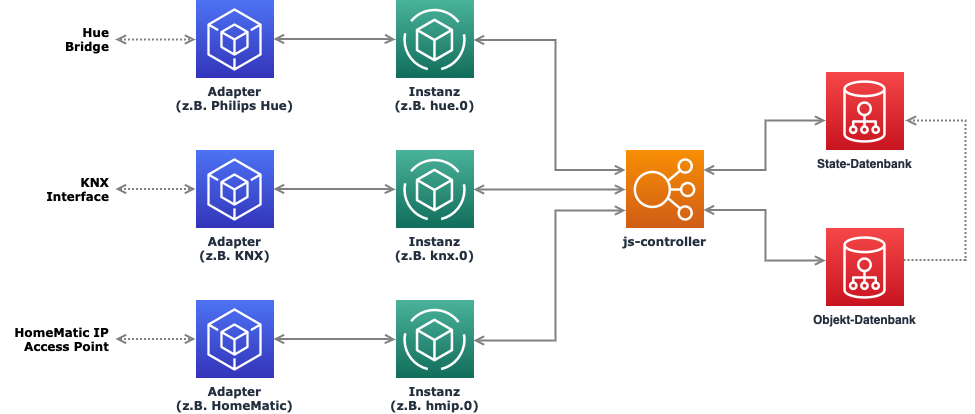 Hue
Bridge
Adapter
(z.B. Philips Hue)
Instanz
(z.B. hue.0)
KNX
Interface
Adapter
(z.B. KNX)
Instanz
(z.B. knx.0)
HomeMatic IP
Access Point
Adapter
(z.B. HomeMatic)
Instanz
(z.B. hmip.0)
js-controller
State-Datenbank
Objekt-Datenbank